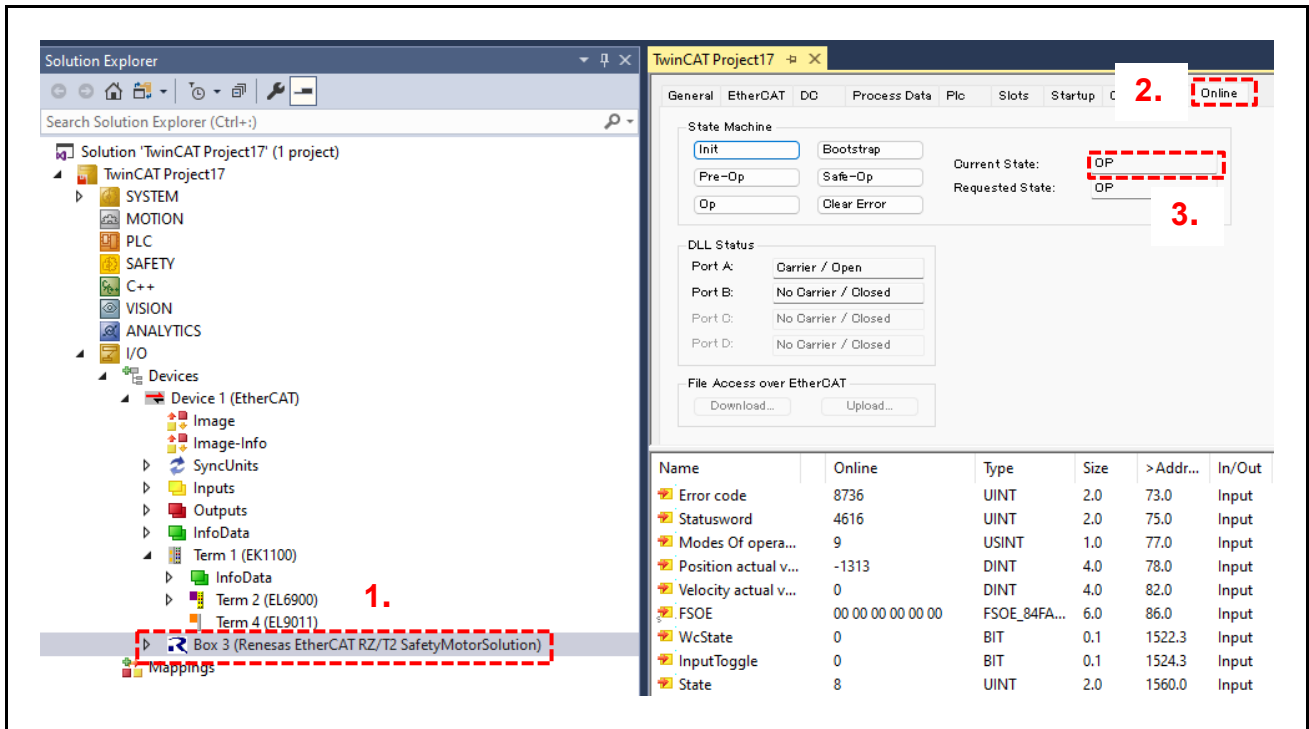 Solution Explorer
Search Solution Explorer (Ctrl+:)
Solution 'TwinCAT Project17' (1 project)
TwinCAT Project17
SYSTEM
MOTION
PLC
SAFETY
C++
VISION
ANALYTICS
I/O
Devices
Device 1 (EtherCAT)
Image
Image-Info
SyncUnits
Inputs
Outputs
InfoData
Term 1 (EK1100)
InfoData
Term 2 (EL6900)
1.
Term 4 (EL9011)
Box 3 (Renesas EtherCAT RZ/T2 SafetyMotorSolution)
Mappings
TwinCAT Project17
General EtherCAT DC Process Data Plc Slots Startup 2. Online
State Machine
Init Bootstrap
Current State: OP
Pre-Op Safe-Op
Requested State: OP
Op Clear Error
3.
DLL Status
Port A: Carrier / Open
Port B: No Carrier / Closed
Port C: No Carrier / Closed
Port D: No Carrier / Closed
File Access over EtherCAT
Download... Upload...
Name Online Type Size >Addr... In/Out
Error code 8736 UINT 2.0 73.0 Input
Statusword 4616 UINT 2.0 75.0 Input
Modes Of opera... 9 USINT 1.0 77.0 Input
Position actual v... -1313 DINT 4.0 78.0 Input
Velocity actual v... 0 DINT 4.0 82.0 Input
FSOE 00 00 00 00 00 00 FSOE_84FA... 6.0 86.0 Input
WcState 0 BIT 0.1 1522.3 Input
InputToggle 0 BIT 0.1 1524.3 Input
State 8 UINT 2.0 1560.0 Input